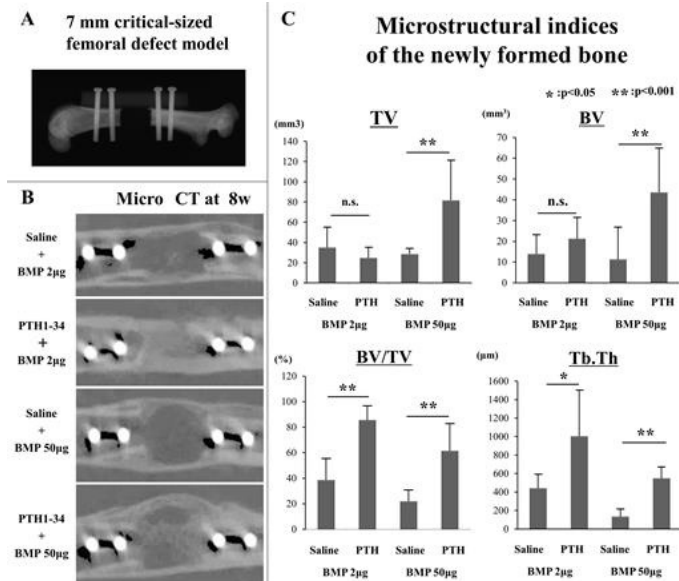 A
7 mm critical-sized
femoral defect model
B
Micro CT at 8w
Saline
+
BMP 2μg
PTH1-34
+
BMP 2μg
Saline
+
BMP 50μg
PTH1-34
+
BMP 50μg
C
Microstructural indices
of the newly formed bone
*:p<0.05 **:p<0.001
(mm3)
TV
140
120
100
80
60
40
20
0
n.s.
**
Saline PTH Saline PTH
BMP 2μg BMP 50μg
(mm³)
BV
70
60
50
40
30
20
10
0
n.s.
**
Saline PTH Saline PTH
BMP 2μg BMP 50μg
(%)
BV/TV
120
100
80
60
40
20
0
**
**
Saline PTH Saline PTH
BMP 2μg BMP 50μg
(μm)
Tb.Th
1600
1400
1200
1000
800
600
400
200
0
*
**
Saline PTH Saline PTH
BMP 2μg BMP 50μg